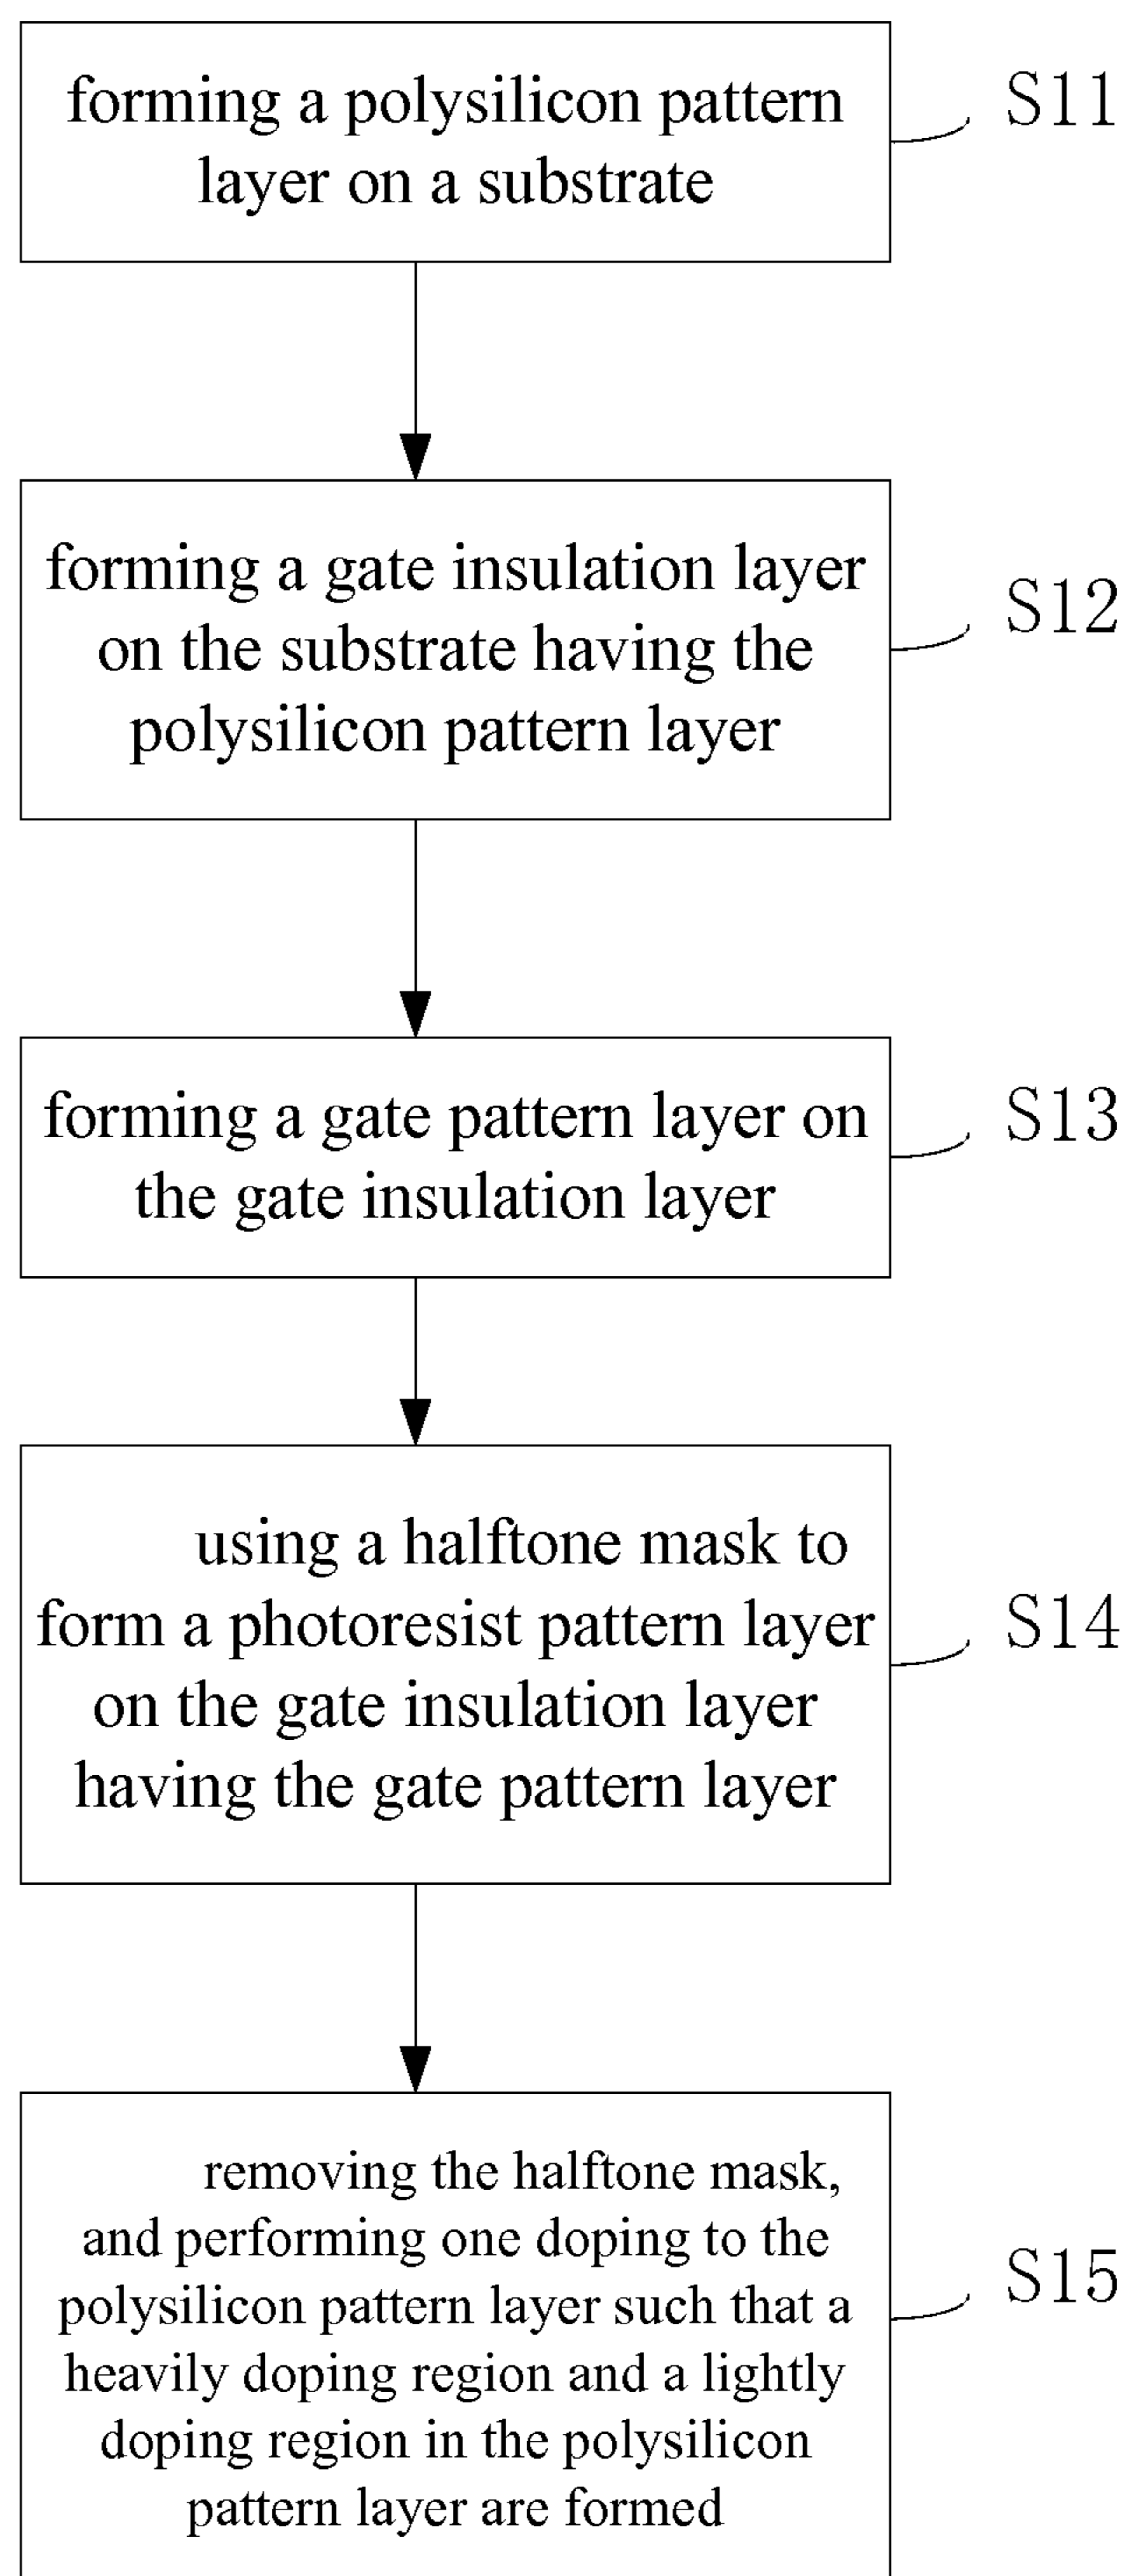 forming a polysilicon pattern
layer on a substrate
S11
forming a gate insulation layer
on the substrate having the
polysilicon pattern layer
S12
forming a gate pattern layer on
the gate insulation layer
S13
using a halftone mask to
form a photoresist pattern layer
on the gate insulation layer
having the gate pattern layer
S14
removing the halftone mask,
and performing one doping to the
polysilicon pattern layer such that a
heavily doping region and a lightly
doping region in the polysilicon
pattern layer are formed
S15